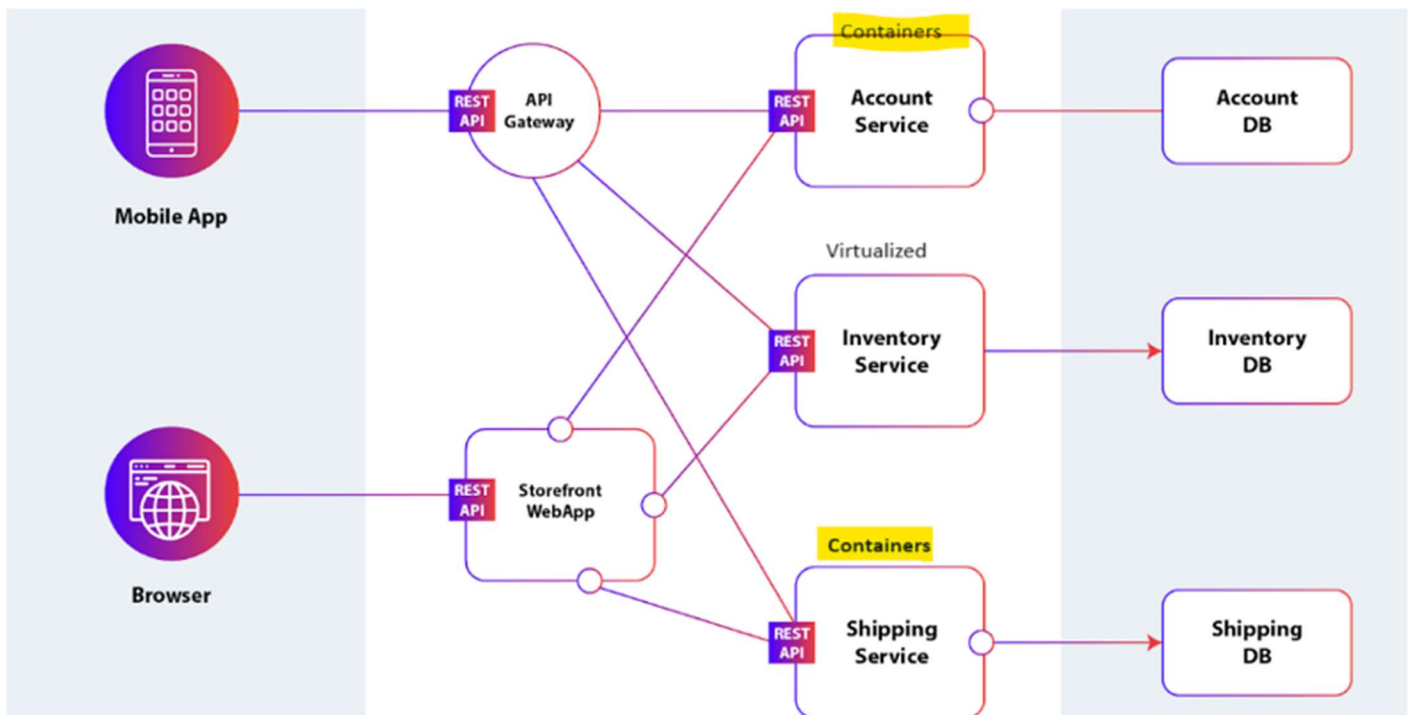 Containers
REST
API
API
Gateway
REST
API
Account
Service
Account
DB
Mobile App
Virtualized
REST
API
Inventory
Service
Inventory
DB
REST
API
Storefront
WebApp
Containers
Browser
REST
API
Shipping
Service
Shipping
DB